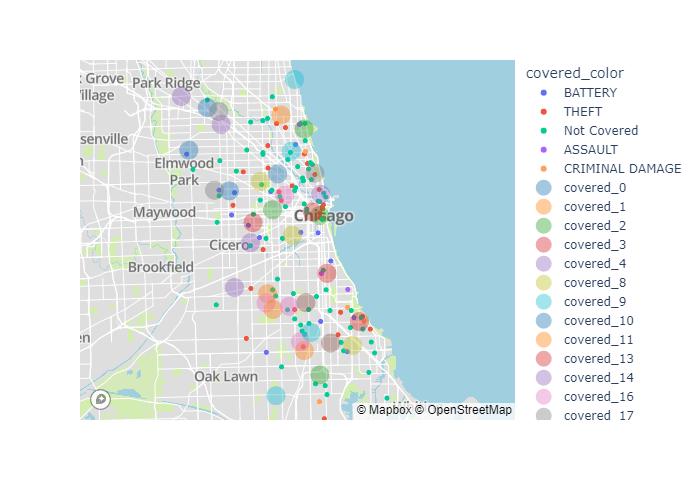 covered_color
BATTERY
THEFT
Not Covered
ASSAULT
CRIMINAL DAMAGE
covered_0
covered_1
covered_2
covered_3
covered_4
covered_8
covered_9
covered_10
covered_11
covered_13
covered_14
covered_16
covered_17
Grove
Village
Park Ridge
senville
Elmwood
Park
Maywood
Chicago
Cicero
Brookfield
en
Oak Lawn
© Mapbox © OpenStreetMap